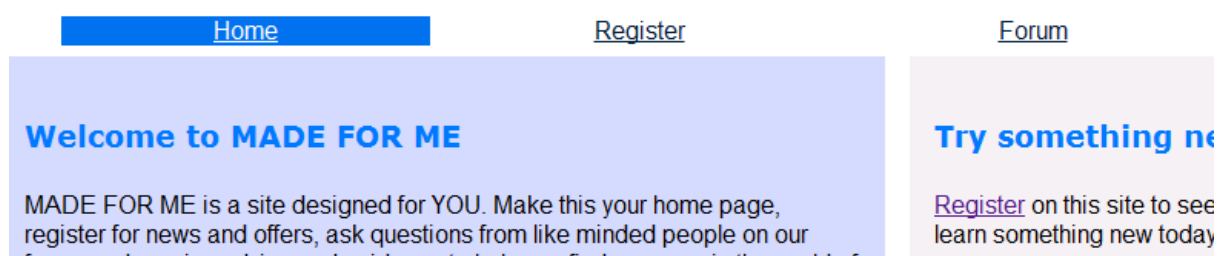 Home Register Forum
Welcome to MADE FOR ME
MADE FOR ME is a site designed for YOU. Make this your home page,
register for news and offers, ask questions from like minded people on our
Try something
Register on this site to see
learn something new today